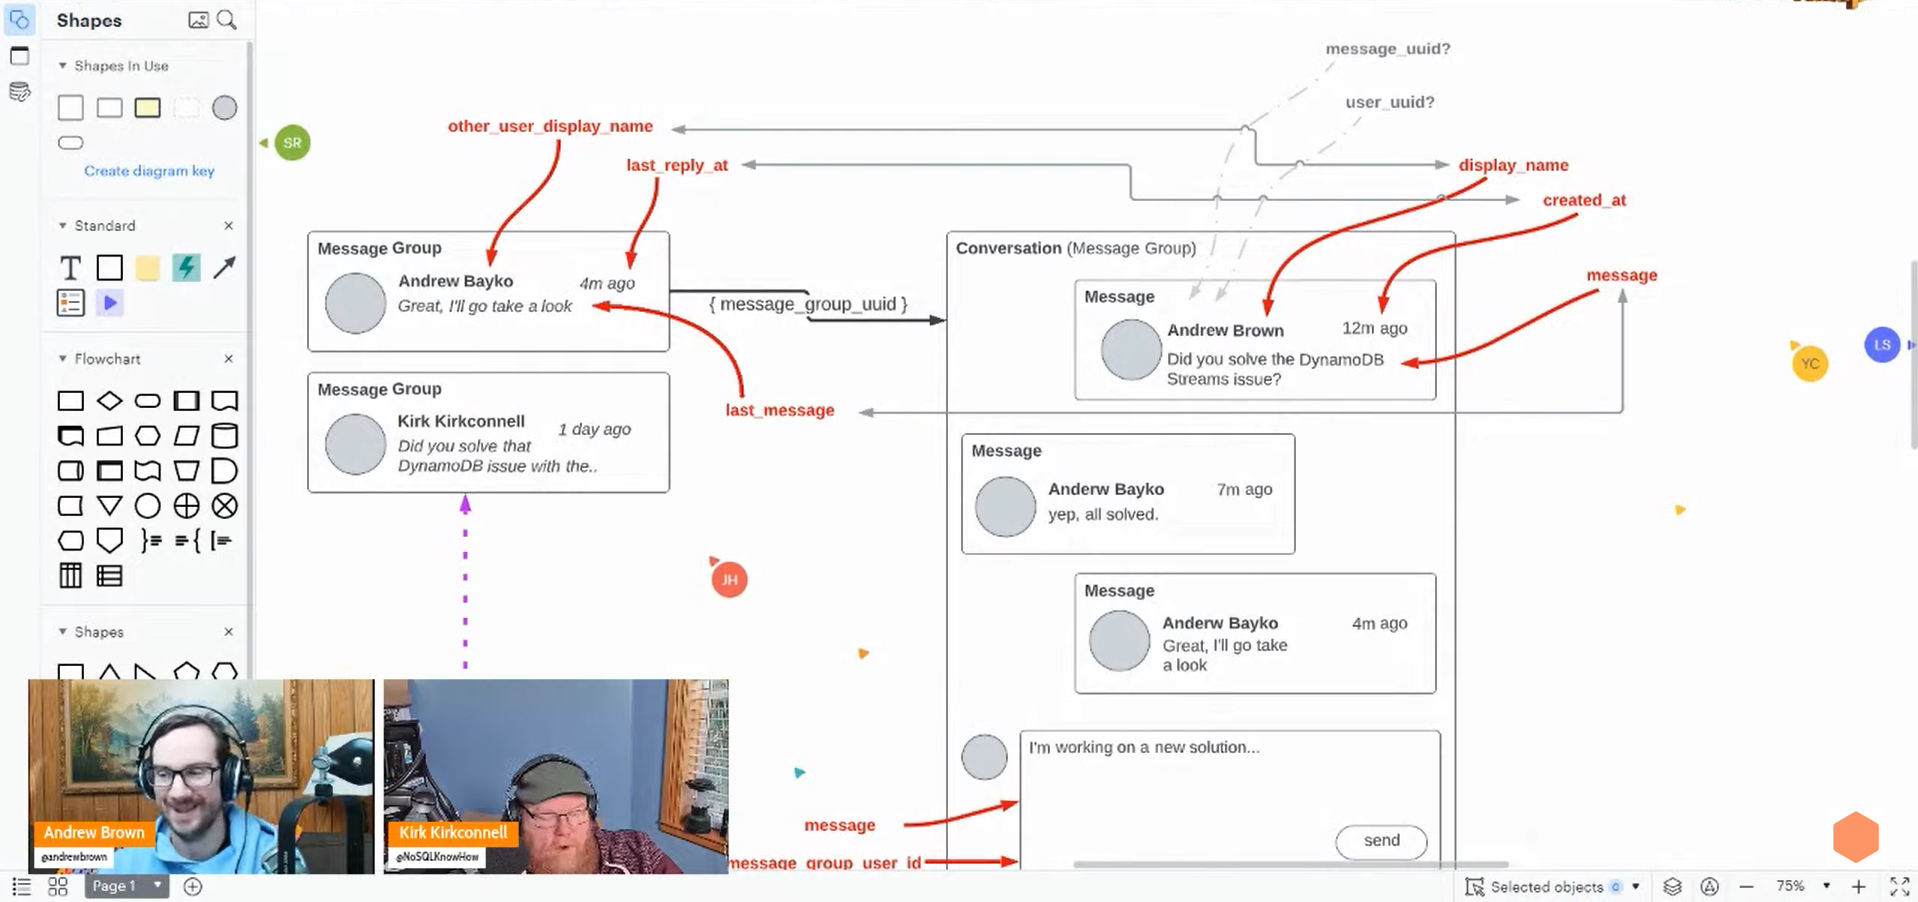 Shapes
Shapes In Use
Create diagram key
Standard
T
Flowchart
Shapes
SR
message_uuid?
user_uuid?
other_user_display_name
last_reply_at
display_name
created_at
message
Message Group
Andrew Bayko
4m ago
Great, I'll go take a look
{ message_group_uuid }
Message Group
Kirk Kirkconnell
1 day ago
Did you solve that
DynamoDB issue with the..
last_message
Conversation (Message Group)
Message
Andrew Brown
12m ago
Did you solve the DynamoDB
Streams issue?
Message
Anderw Bayko
7m ago
yep, all solved.
Message
Anderw Bayko
4m ago
Great, I'll go take
a look
YC
LS
JH
I'm working on a new solution...
send
message
message_group_user_id
Andrew Brown
@andrewbrown
Kirk Kirkconnell
@NoSQLKnowHow
Page 1
Selected objects
0
75%